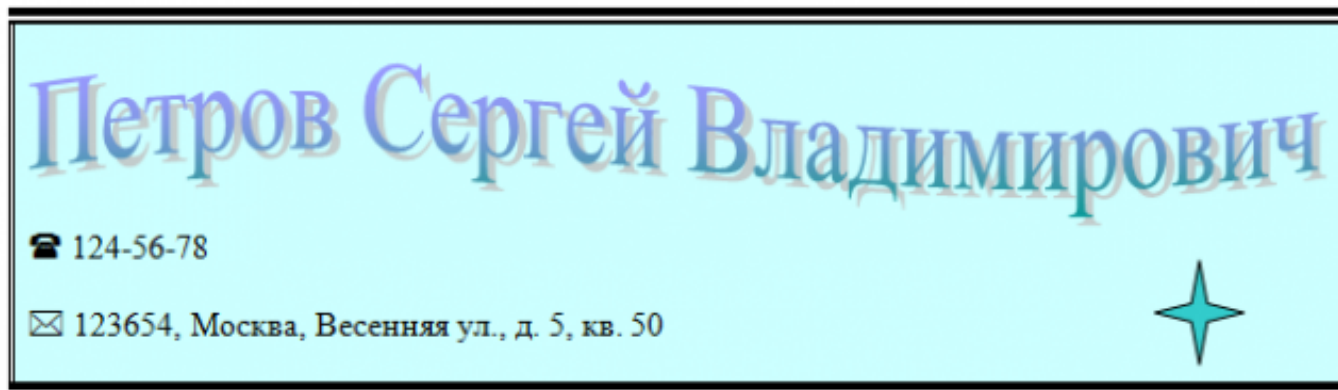 Петров Сергей Владимирович
☎ 124-56-78
✉ 123654, Москва, Весенняя ул., д. 5, кв. 50